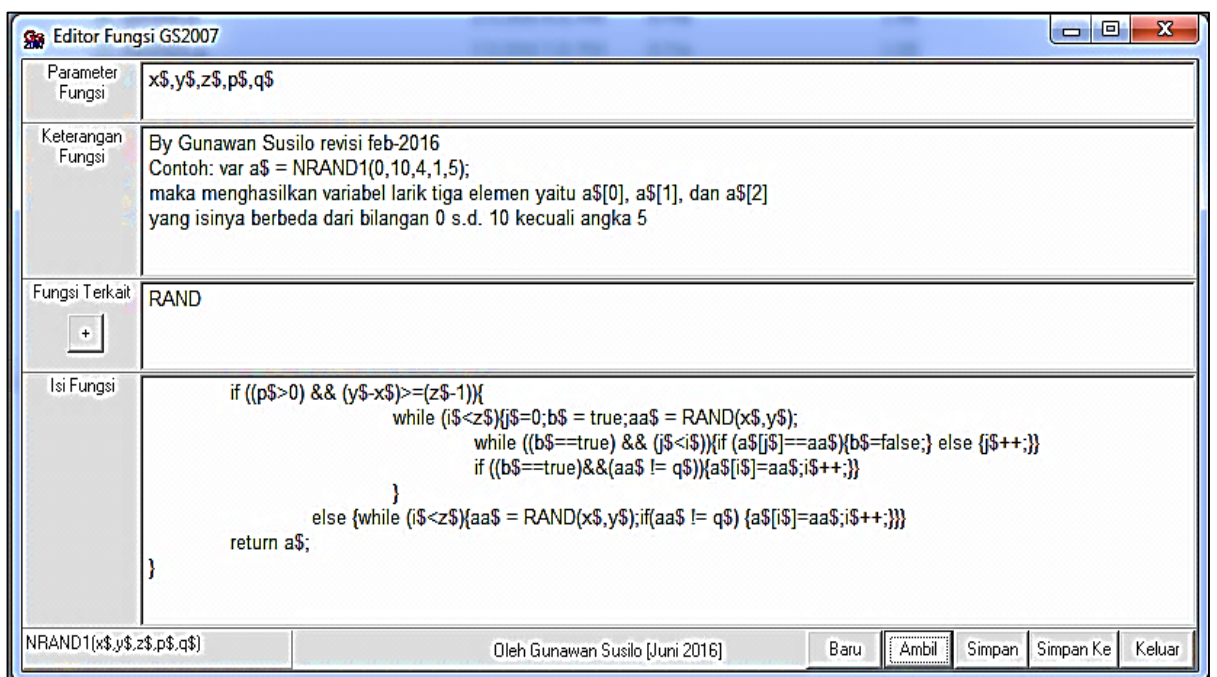 Gs 2007 Editor Fungsi GS2007
Parameter
Fungsi
x$,y$,z$,p$,q$
Keterangan
Fungsi
By Gunawan Susilo revisi feb-2016
Contoh: var a$ = NRAND1(0,10,4,1,5);
maka menghasilkan variabel larik tiga elemen yaitu a$[0], a$[1], dan a$[2]
yang isinya berbeda dari bilangan 0 s.d. 10 kecuali angka 5
Fungsi Terkait
+
RAND
Isi Fungsi
if ((p$>0) && (y$-x$)>=(z$-1)){
while (i$<z$){j$=0;b$ = true;aa$ = RAND(x$,y$);
while ((b$==true) && (j$<i$)){if (a$[j$]==aa$){b$=false;} else {j$++;}}
if ((b$==true)&&(aa$ != q$)){a$[i$]=aa$;i$++;}}
}
else {while (i$<z$){aa$ = RAND(x$,y$);if(aa$ != q$) {a$[i$]=aa$;i$++;}}}
return a$;
}
NRAND1(x$,y$,z$,p$,q$)
Oleh Gunawan Susilo [Juni 2016]
Baru Ambil Simpan Simpan Ke Keluar